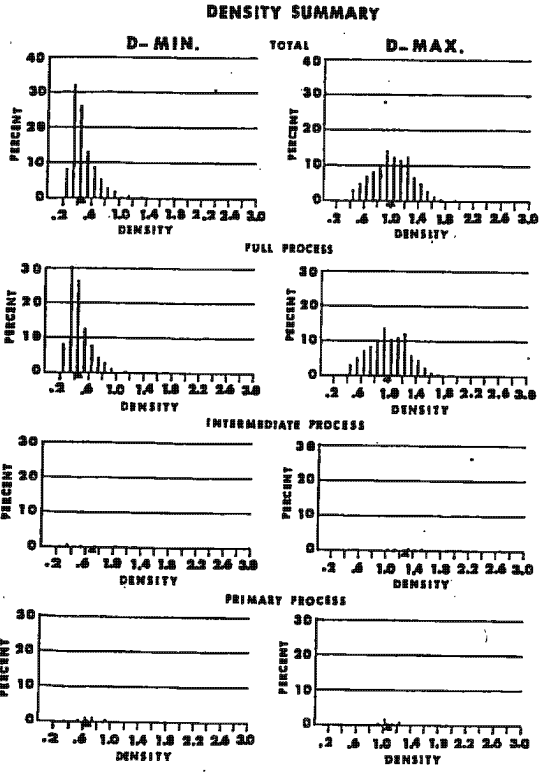 DENSITY SUMMARY
D-MIN. TOTAL D-MAX.
40 40
30 30
20 20
10 10
0 0
PERCENT PERCENT
.2 .6 1.0 1.4 1.8 2.2 2.6 3.0 .2 .6 1.0 1.4 1.8 2.2 2.6 3.0
DENSITY DENSITY
FULL PROCESS
30 30
20 20
10 10
0 0
PERCENT PERCENT
.2 .6 1.0 1.4 1.8 2.2 2.6 3.0 .2 .6 1.0 1.4 1.8 2.2 2.6 3.0
DENSITY DENSITY
INTERMEDIATE PROCESS
30 30
20 20
10 10
0 0
PERCENT PERCENT
.2 .6 1.0 1.4 1.8 2.2 2.6 3.0 .2 .6 1.0 1.4 1.8 2.2 2.6 3.0
DENSITY DENSITY
PRIMARY PROCESS
30 30
20 20
10 10
0 0
PERCENT PERCENT
.2 .6 1.0 1.4 1.8 2.2 2.6 3.0 .2 .6 1.0 1.4 1.8 2.2 2.6 3.0
DENSITY DENSITY